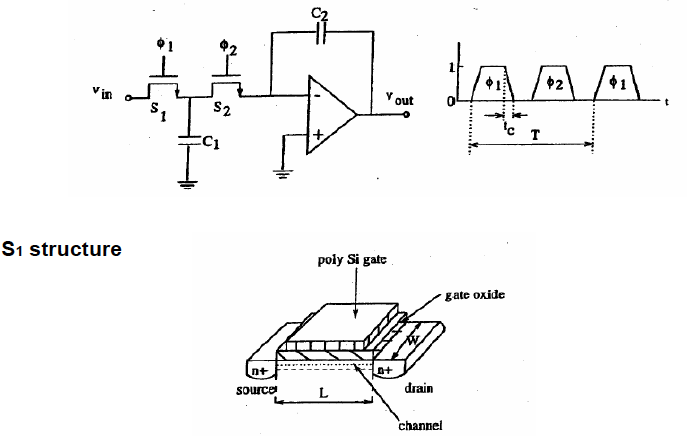 C2
ϕ1
ϕ2
Vin
S1
S2
C1
-
+
Vout
1
0
ϕ1
ϕ2
ϕ1
t
tC
T
S1 structure
poly Si gate
gate oxide
W
n+
n+
source
L
drain
channel